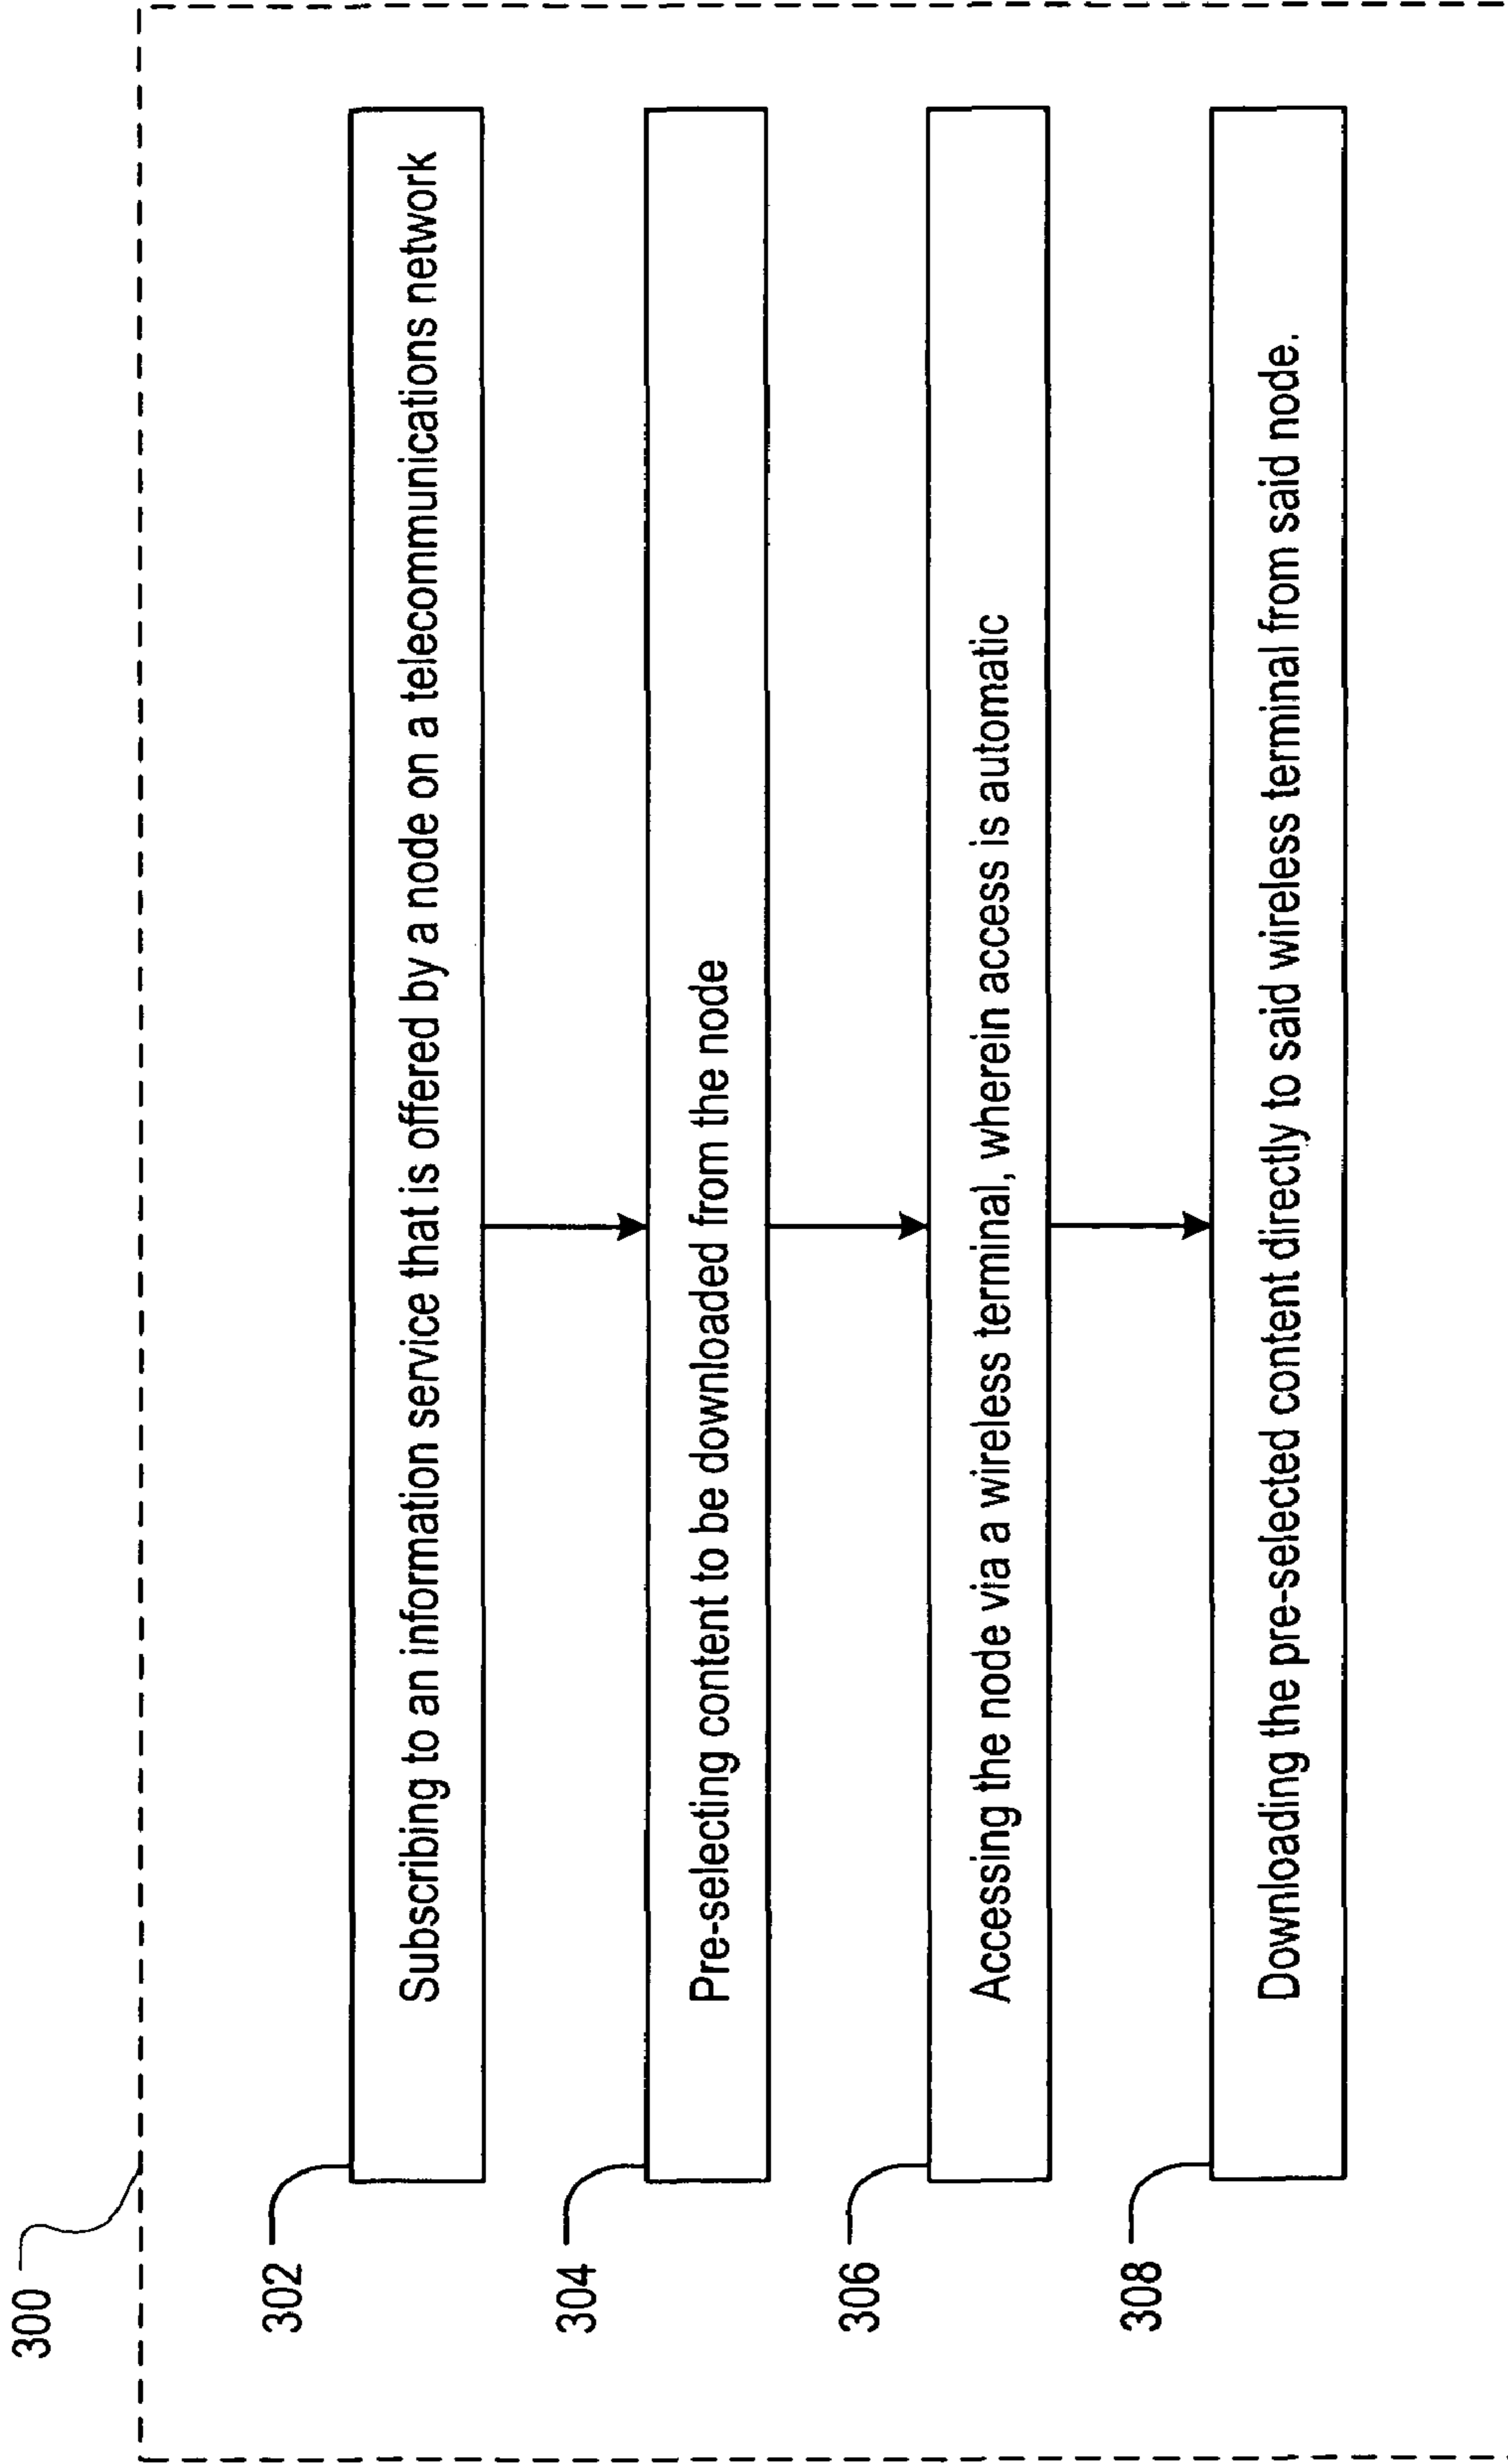 300
302
Subscribing to an information service that is offered by a node on a telecommunications network
304
Pre-selecting content to be downloaded from the node
306
Accessing the node via a wireless terminal, wherein access is automatic
308
Downloading the pre-selected content directly to said wireless terminal from said node.